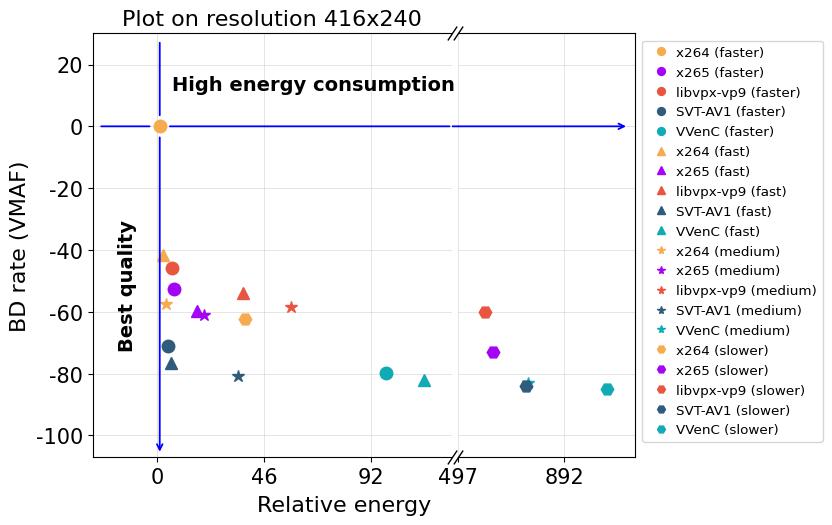 Plot on resolution 416x240
High energy consumption
Best quality
BD rate (VMAF)
20
0
-20
-40
-60
-80
-100
0
46
92
497
892
Relative energy
x264 (faster)
x265 (faster)
libvpx-vp9 (faster)
SVT-AV1 (faster)
VVenC (faster)
x264 (fast)
x265 (fast)
libvpx-vp9 (fast)
SVT-AV1 (fast)
VVenC (fast)
x264 (medium)
x265 (medium)
libvpx-vp9 (medium)
SVT-AV1 (medium)
VVenC (medium)
x264 (slower)
x265 (slower)
libvpx-vp9 (slower)
SVT-AV1 (slower)
VVenC (slower)